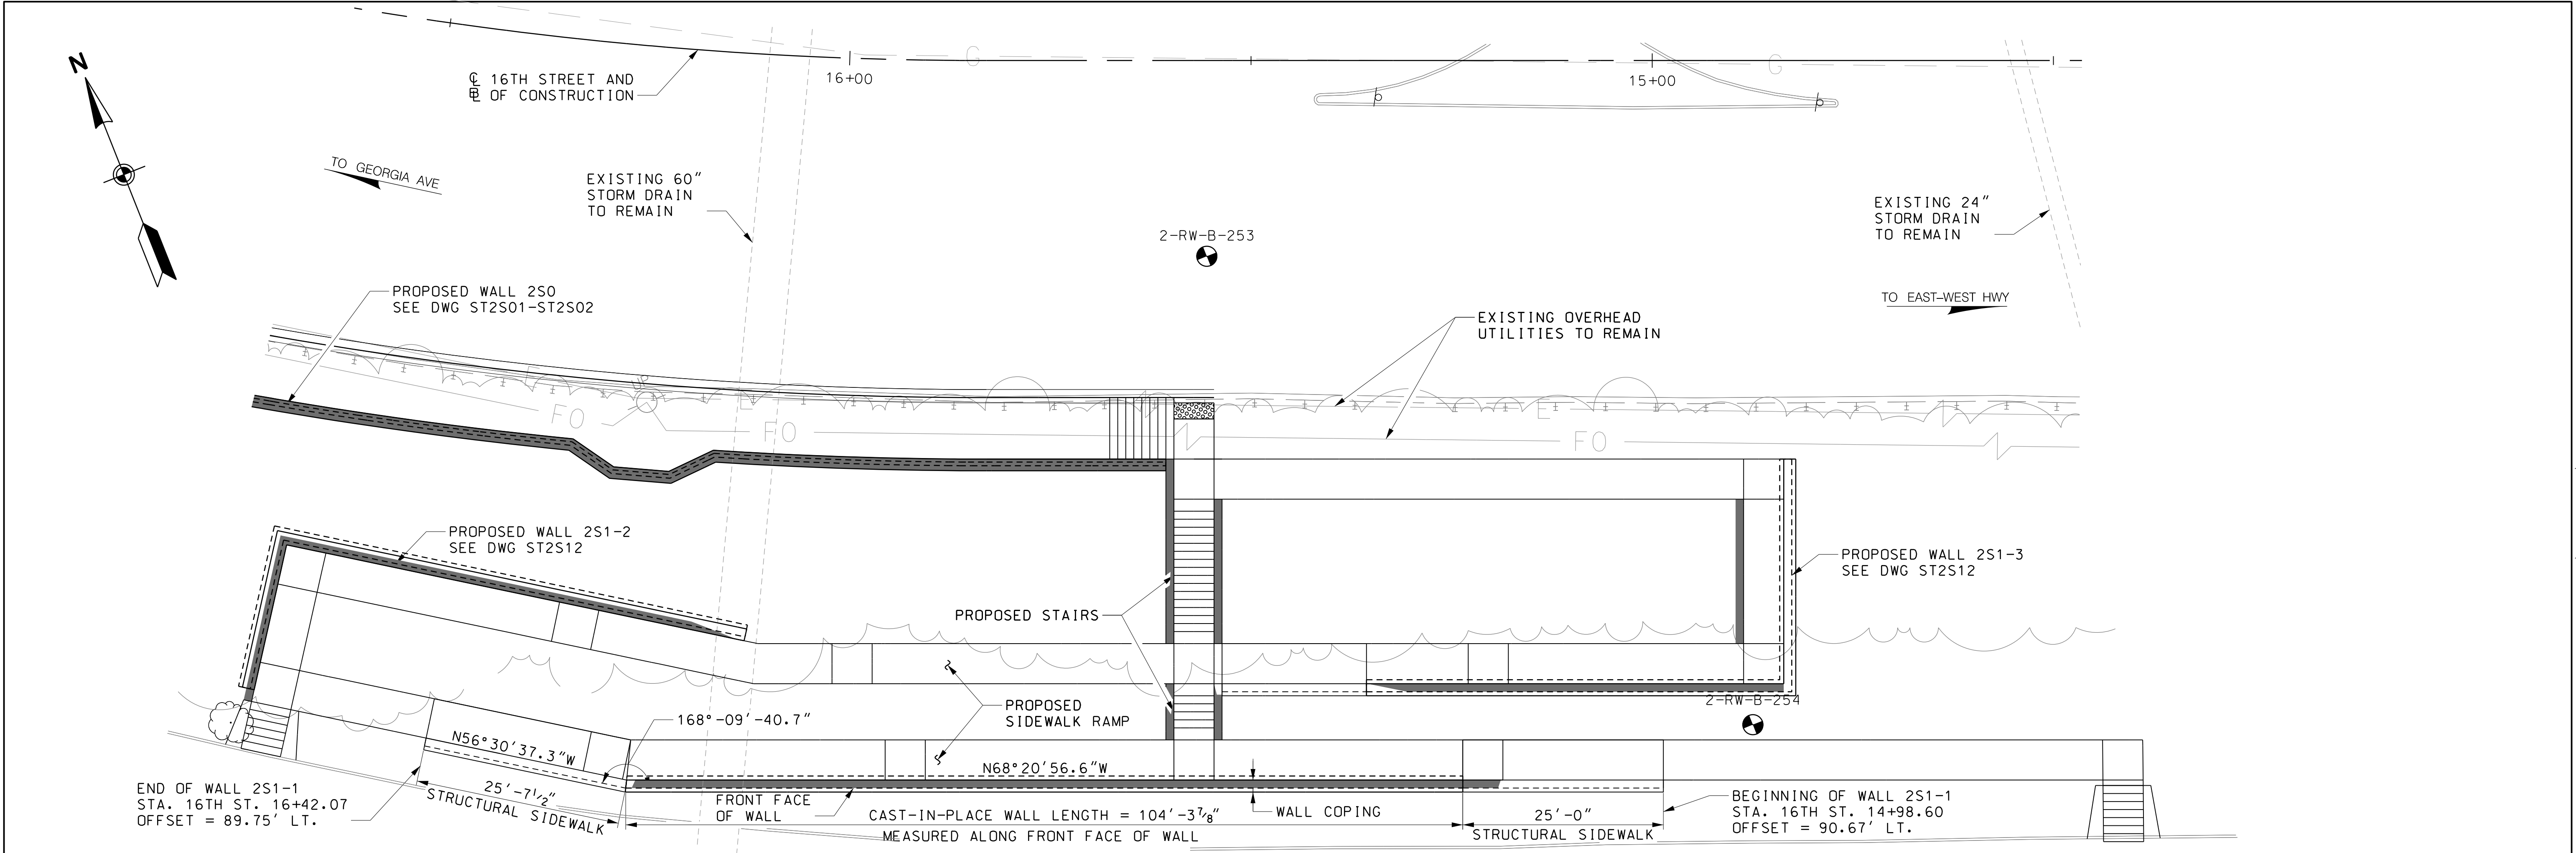 N
℄ 16TH STREET AND
B̲L̲ OF CONSTRUCTION
16+00
G
15+00
G
TO GEORGIA AVE
EXISTING 60"
STORM DRAIN
TO REMAIN
2-RW-B-253
EXISTING 24"
STORM DRAIN
TO REMAIN
TO EAST-WEST HWY
PROPOSED WALL 2S0
SEE DWG ST2S01-ST2S02
EXISTING OVERHEAD
UTILITIES TO REMAIN
UP
E
E
FO
FO
FO
PROPOSED WALL 2S1-2
SEE DWG ST2S12
PROPOSED WALL 2S1-3
SEE DWG ST2S12
PROPOSED STAIRS
PROPOSED
SIDEWALK RAMP
2-RW-B-254
168°-09'-40.7"
N56°30'37.3"W
N68°20'56.6"W
END OF WALL 2S1-1
STA. 16TH ST. 16+42.07
OFFSET = 89.75' LT.
25'-7½"
STRUCTURAL SIDEWALK
FRONT FACE
OF WALL
CAST-IN-PLACE WALL LENGTH = 104'-3⅞"
MEASURED ALONG FRONT FACE OF WALL
WALL COPING
25'-0"
STRUCTURAL SIDEWALK
BEGINNING OF WALL 2S1-1
STA. 16TH ST. 14+98.60
OFFSET = 90.67' LT.